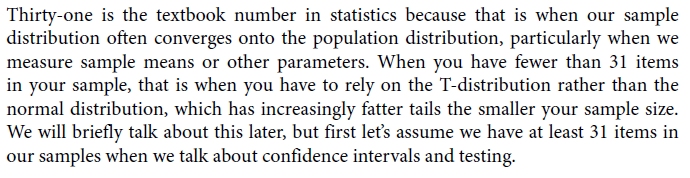 Thirty-one is the textbook number in statistics because that is when our sample
distribution often converges onto the population distribution, particularly when we
measure sample means or other parameters. When you have fewer than 31 items
in your sample, that is when you have to rely on the T-distribution rather than the
normal distribution, which has increasingly fatter tails the smaller your sample size.
We will briefly talk about this later, but first let’s assume we have at least 31 items in
our samples when we talk about confidence intervals and testing.